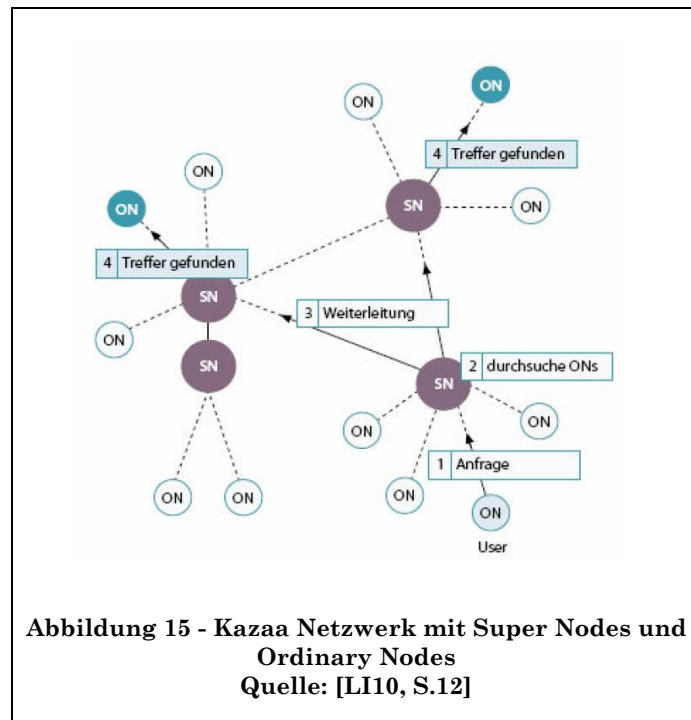 ON
ON
4 Treffer gefunden
ON
SN
ON
ON
4 Treffer gefunden
SN
3 Weiterleitung
ON
SN
2 durchsuche ONs
SN
ON
ON
1 Anfrage
ON
ON
ON
ON
User
Abbildung 15 - Kazaa Netzwerk mit Super Nodes und
Ordinary Nodes
Quelle: [LI10, S.12]